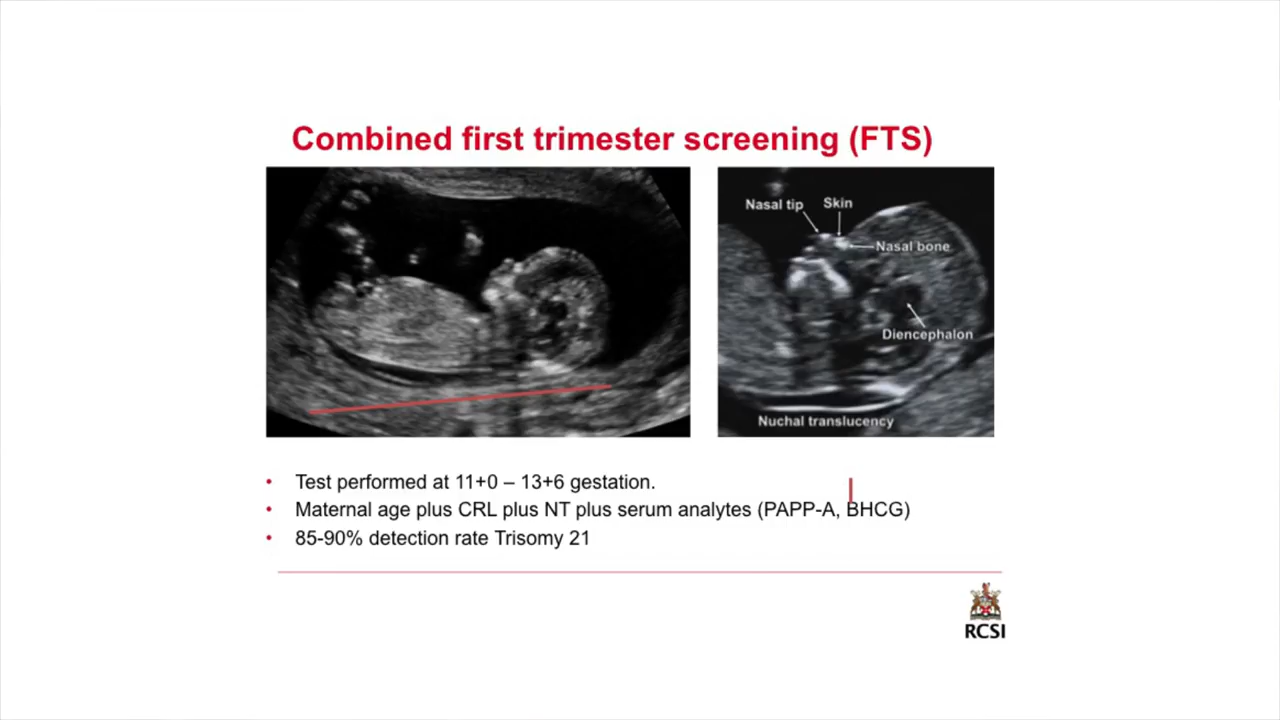 Combined first trimester screening (FTS)
Nasal tip
Skin
Nasal bone
Diencephalon
Nuchal translucency
• Test performed at 11+0 – 13+6 gestation.
• Maternal age plus CRL plus NT plus serum analytes (PAPP-A, BHCG)
• 85-90% detection rate Trisomy 21
RCSI